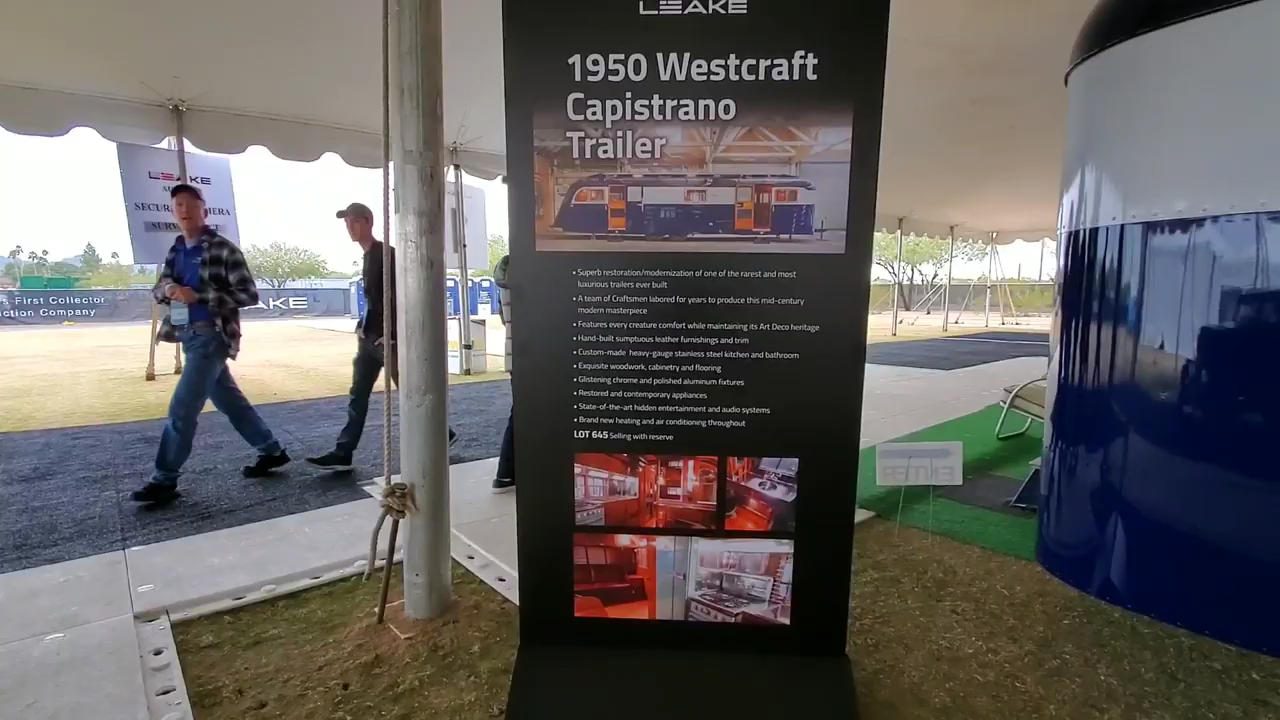 LEAKE
1950 Westcraft
Capistrano
Trailer
• Superb restoration/modernization of one of the rarest and most
luxurious trailers ever built
• A team of Craftsmen labored for years to produce this mid-century
modern masterpiece
• Features every creature comfort while maintaining its Art Deco heritage
• Hand-built sumptuous leather furnishings and trim
• Custom-made heavy-gauge stainless steel kitchen and bathroom
• Exquisite woodwork, cabinetry and flooring
• Glistening chrome and polished aluminum fixtures
• Restored and contemporary appliances
• State-of-the-art hidden entertainment and audio systems
• Brand new heating and air conditioning throughout
LOT 645 Selling with reserve
LEAKE
SECUR
s First Collector
ction Company
EAKE
ENTER